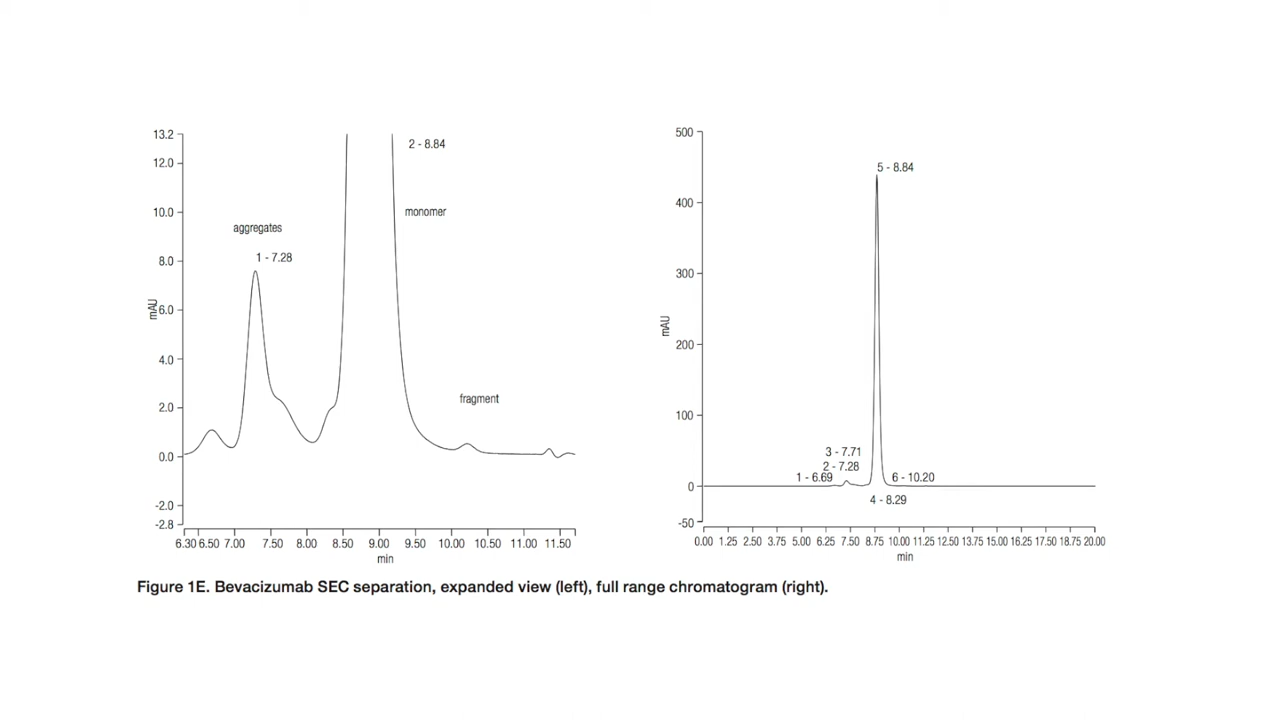 13.2
12.0
10.0
8.0
6.0
4.0
2.0
0.0
-2.0
-2.8
mAU
aggregates
1 - 7.28
2 - 8.84
monomer
fragment
6.30 6.50 7.00 7.50 8.00 8.50 9.00 9.50 10.00 10.50 11.00 11.50
min
500
400
300
200
100
0
-50
mAU
5 - 8.84
3 - 7.71
2 - 7.28
1 - 6.69
6 - 10.20
4 - 8.29
0.00 1.25 2.50 3.75 5.00 6.25 7.50 8.75 10.00 11.25 12.50 13.75 15.00 16.25 17.50 18.75 20.00
min
Figure 1E. Bevacizumab SEC separation, expanded view (left), full range chromatogram (right).